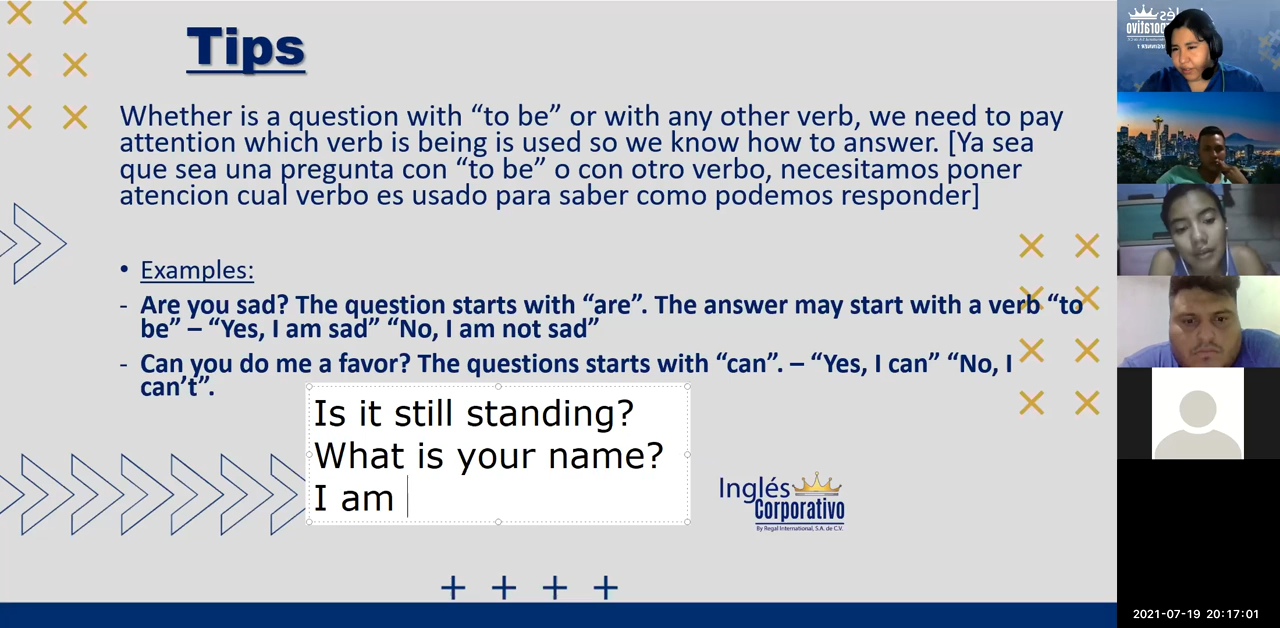 Tips
Whether is a question with “to be” or with any other verb, we need to pay
attention which verb is being is used so we know how to answer. [Ya sea
que sea una pregunta con “to be” o con otro verbo, necesitamos poner
atencion cual verbo es usado para saber como podemos responder]
• Examples:
- Are you sad? The question starts with “are”. The answer may start with a verb “to
be” – “Yes, I am sad” “No, I am not sad”
- Can you do me a favor? The questions starts with “can”. – “Yes, I can” “No, I
can’t”.
Is it still standing?
What is your name?
I am
Inglés
Corporativo
By Regal International, S.A. de C.V.
2021-07-19 20:17:01